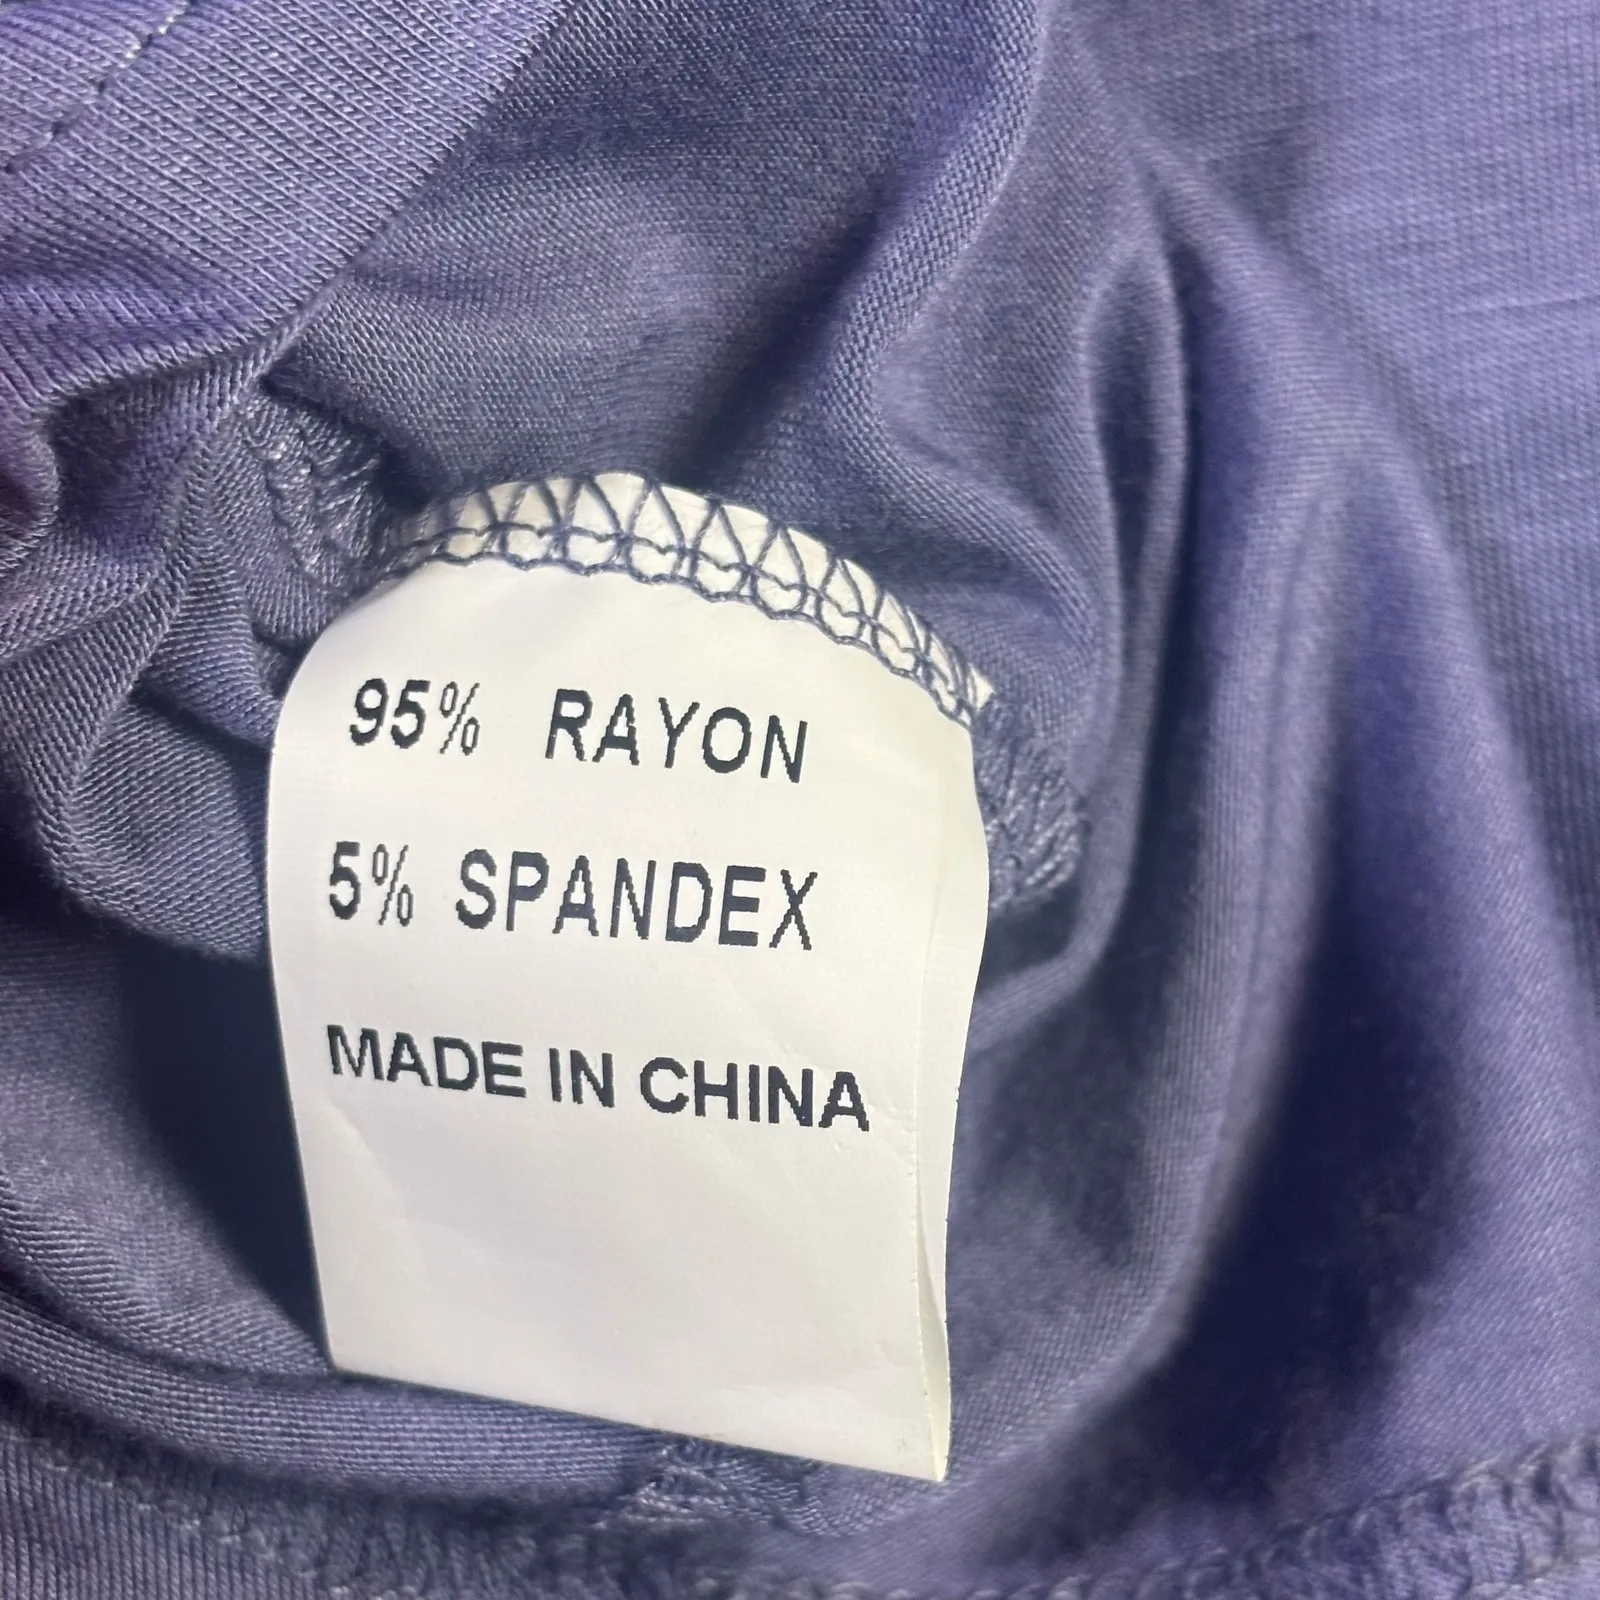 95% RAYON
5% SPANDEX
MADE IN CHINA